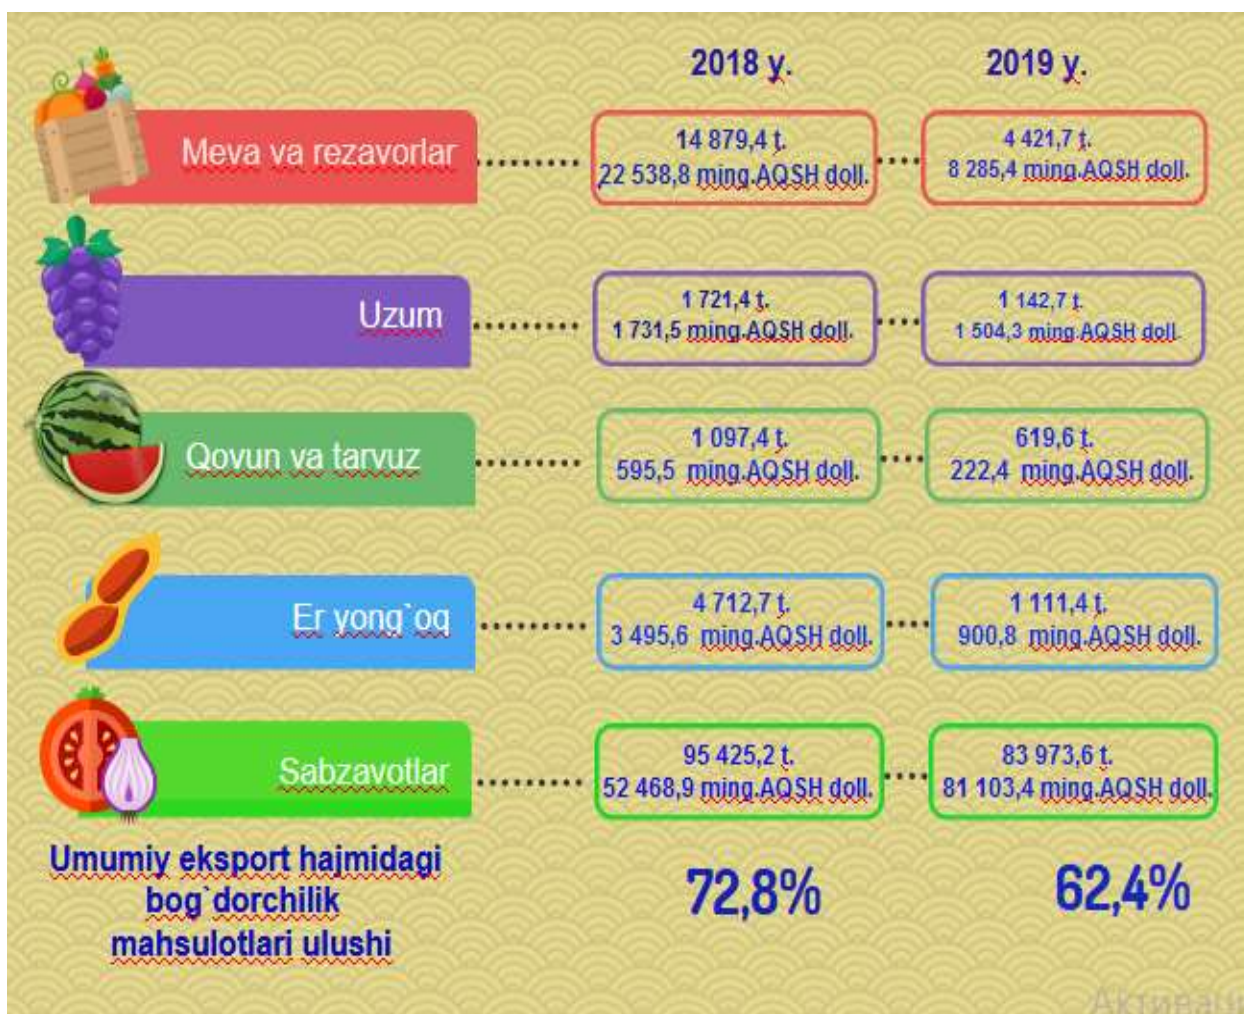 2018 y.
2019 y.
Meva va rezavorlar
14 879,4 t.
22 538,8 ming.AQSH doll.
4 421,7 t.
8 285,4 ming.AQSH doll.
Uzum
1 721,4 t.
1 731,5 ming.AQSH doll.
1 142,7 t.
1 504,3 ming.AQSH doll.
Qovun va tarvuz
1 097,4 t.
595,5 ming.AQSH doll.
619,6 t.
222,4 ming.AQSH doll.
Er yong`oq
4 712,7 t.
3 495,6 ming.AQSH doll.
1 111,4 t.
900,8 ming.AQSH doll.
Sabzavotlar
95 425,2 t.
52 468,9 ming.AQSH doll.
83 973,6 t.
81 103,4 ming.AQSH doll.
Umumiy eksport hajmidagi
bog`dorchilik
mahsulotlari ulushi
72,8%
62,4%